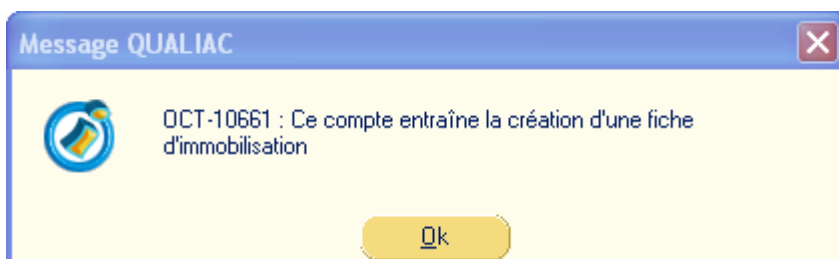 Message QUALIAC
OCT-10661 : Ce compte entraîne la création d'une fiche
d'immobilisation
Ok